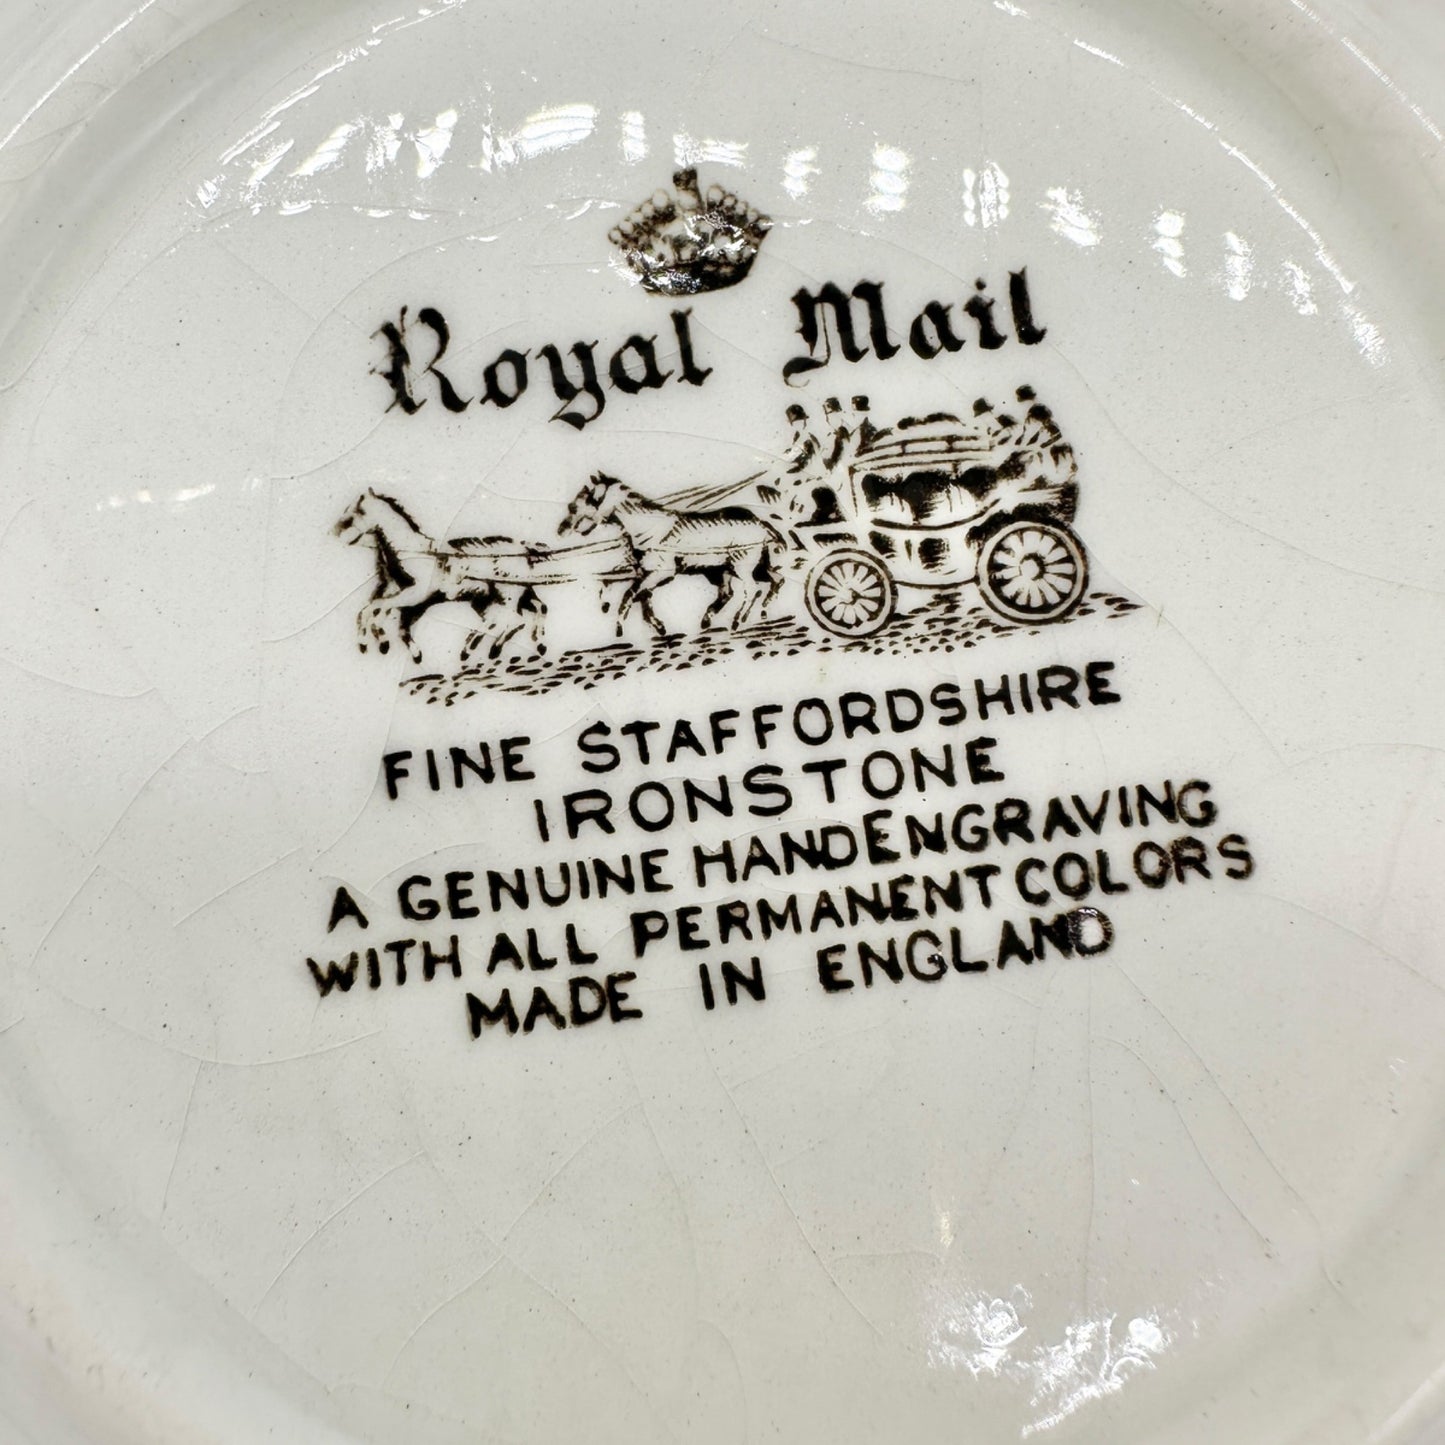 Royal Mail
FINE STAFFORDSHIRE
IRONSTONE
A GENUINE HANDENGRAVING
WITH ALL PERMANENT COLORS
MADE IN ENGLAND